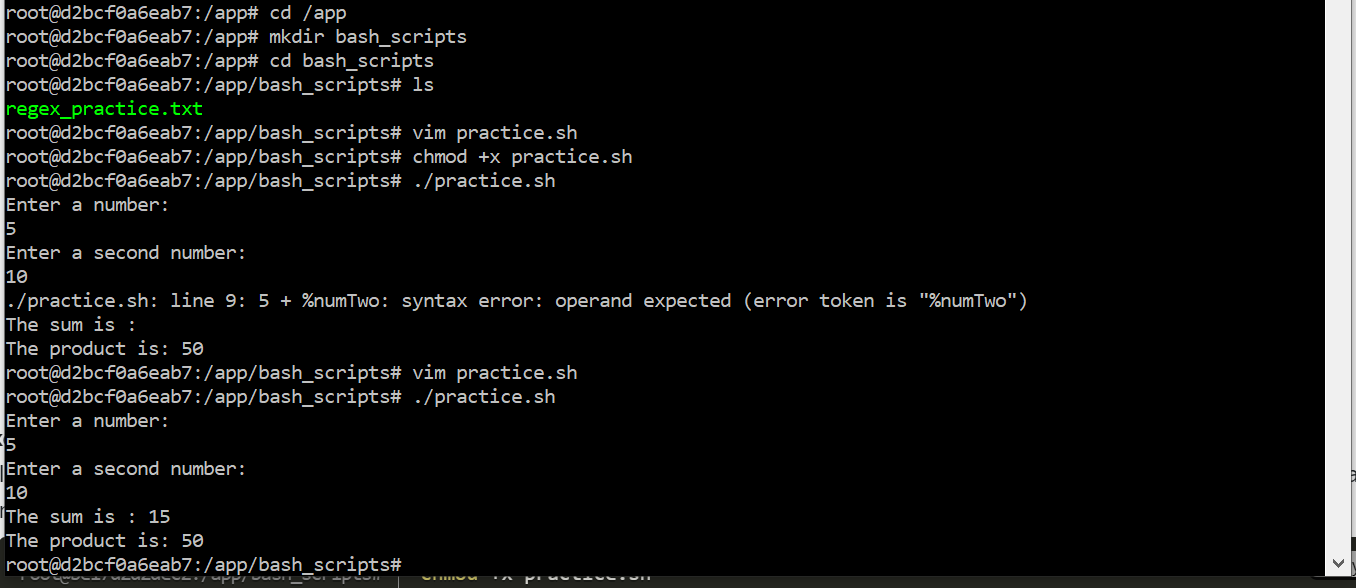 root@d2bcf0a6eab7:/app# cd /app
root@d2bcf0a6eab7:/app# mkdir bash_scripts
root@d2bcf0a6eab7:/app# cd bash_scripts
root@d2bcf0a6eab7:/app/bash_scripts# ls
regex_practice.txt
root@d2bcf0a6eab7:/app/bash_scripts# vim practice.sh
root@d2bcf0a6eab7:/app/bash_scripts# chmod +x practice.sh
root@d2bcf0a6eab7:/app/bash_scripts# ./practice.sh
Enter a number:
5
Enter a second number:
10
./practice.sh: line 9: 5 + %numTwo: syntax error: operand expected (error token is "%numTwo")
The sum is :
The product is: 50
root@d2bcf0a6eab7:/app/bash_scripts# vim practice.sh
root@d2bcf0a6eab7:/app/bash_scripts# ./practice.sh
Enter a number:
5
Enter a second number:
10
The sum is : 15
The product is: 50
root@d2bcf0a6eab7:/app/bash_scripts#
chmod +x practice.sh